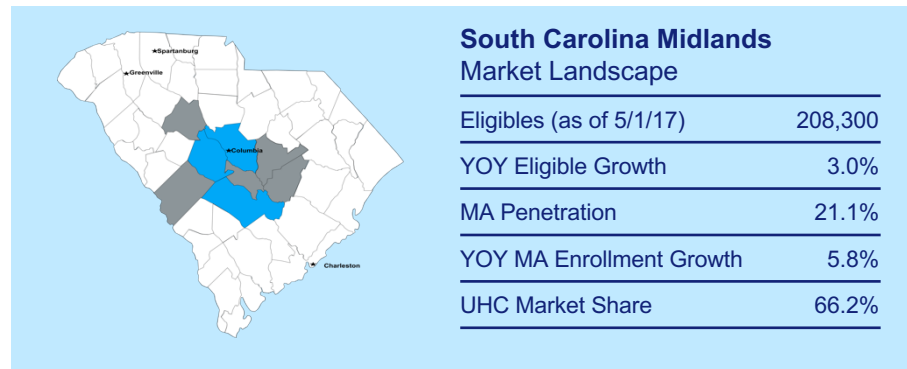 South Carolina Midlands
Market Landscape
Eligibles (as of 5/1/17) 208,300
YOY Eligible Growth 3.0%
MA Penetration 21.1%
YOY MA Enrollment Growth 5.8%
UHC Market Share 66.2%
Spartanburg
Greenville
Columbia
Charleston